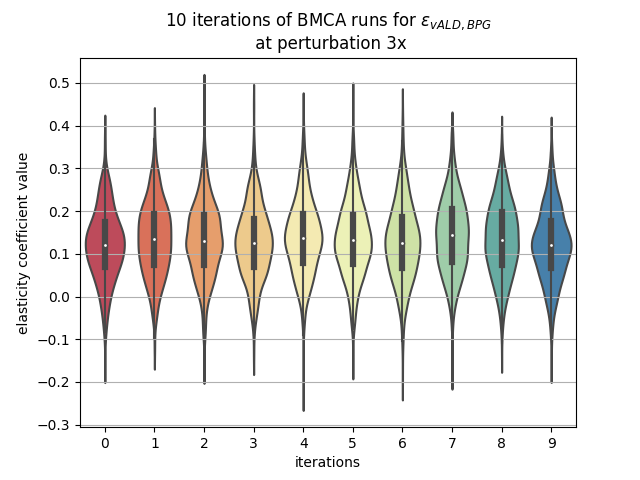 10 iterations of BMCA runs for ε_{vALD, BPG}
at perturbation 3x
elasticity coefficient value
0.5
0.4
0.3
0.2
0.1
0.0
−0.1
−0.2
−0.3
0 1 2 3 4 5 6 7 8 9
iterations